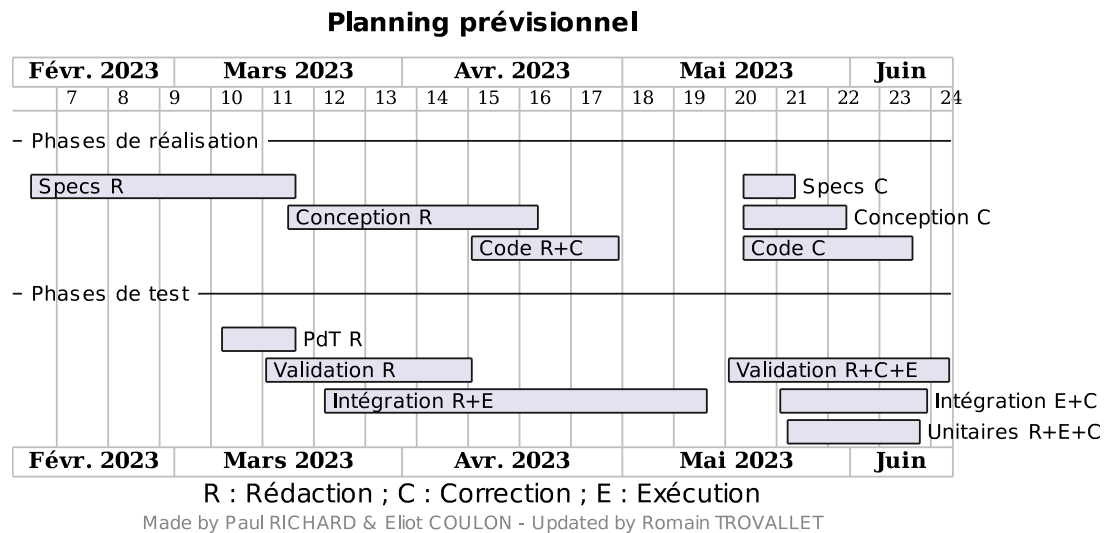 Planning prévisionnel
Févr. 2023 Mars 2023 Avr. 2023 Mai 2023 Juin
7 8 9 10 11 12 13 14 15 16 17 18 19 20 21 22 23 24
Phases de réalisation
Specs R Specs C
Conception R Conception C
Code R+C Code C
Phases de test
PdT R
Validation R Validation R+C+E
Intégration R+E Intégration E+C
Unitaires R+E+C
Févr. 2023 Mars 2023 Avr. 2023 Mai 2023 Juin
R : Rédaction ; C : Correction ; E : Exécution
Made by Paul RICHARD & Eliot COULON - Updated by Romain TROVALLET